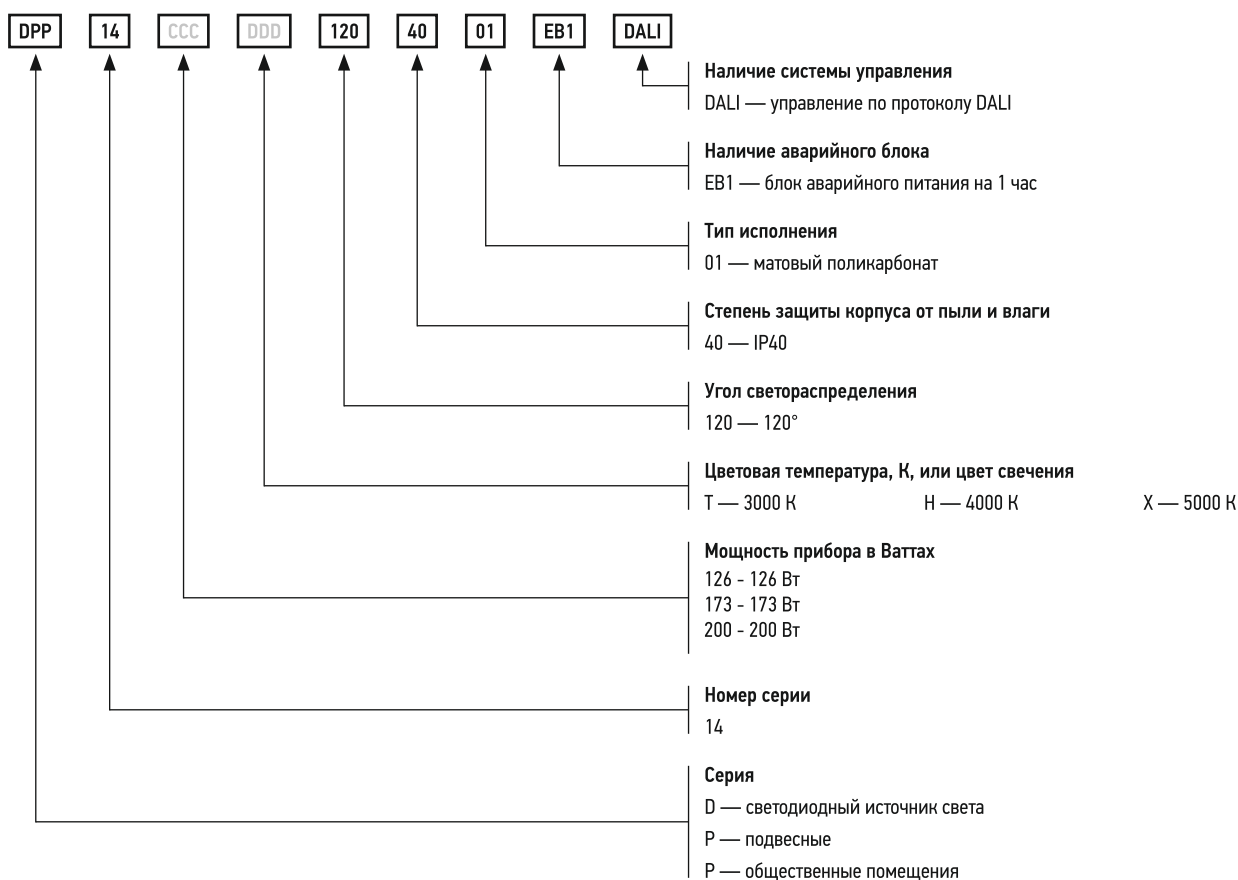 DPP 14 CCC DDD 120 40 01 EB1 DALI
Наличие системы управления
DALI — управление по протоколу DALI
Наличие аварийного блока
EB1 — блок аварийного питания на 1 час
Тип исполнения
01 — матовый поликарбонат
Степень защиты корпуса от пыли и влаги
40 — IP40
Угол светораспределения
120 — 120°
Цветовая температура, К, или цвет свечения
Т — 3000 К Н — 4000 К Х — 5000 К
Мощность прибора в Ваттах
126 - 126 Вт
173 - 173 Вт
200 - 200 Вт
Номер серии
14
Серия
D — светодиодный источник света
P — подвесные
P — общественные помещения